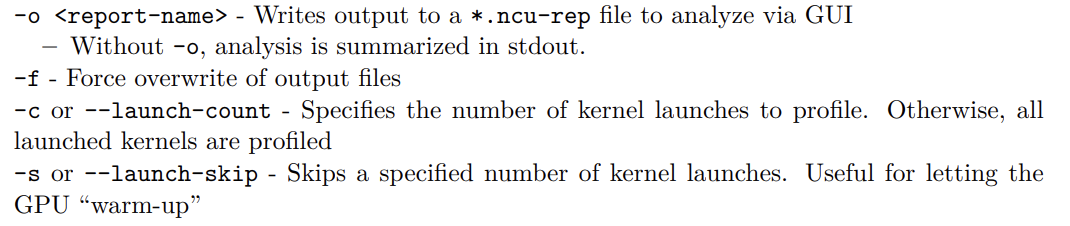 -o <report-name> - Writes output to a *.ncu-rep file to analyze via GUI
– Without -o, analysis is summarized in stdout.
-f - Force overwrite of output files
-c or --launch-count - Specifies the number of kernel launches to profile. Otherwise, all
launched kernels are profiled
-s or --launch-skip - Skips a specified number of kernel launches. Useful for letting the
GPU “warm-up”